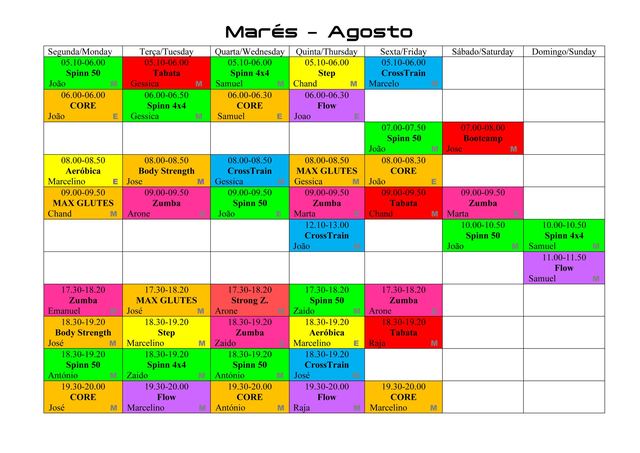 Marés - Agosto
Segunda/Monday Terça/Tuesday Quarta/Wednesday Quinta/Thursday Sexta/Friday Sábado/Saturday Domingo/Sunday
05.10-06.00 05.10-06.00 05.10-06.00 05.10-06.00 05.10-06.00
Spinn 50 Tabata Spinn 4x4 Step CrossTrain
João M Gessica M Samuel M Chand M Marcelo
06.00-06.00 06.00-06.50 06.00-06.30 06.00-06.30
CORE Spinn 4x4 CORE Flow
João E Gessica M Samuel E Joao E
07.00-07.50 07.00-08.00
Spinn 50 Bootcamp
João M Jose M
08.00-08.50 08.00-08.50 08.00-08.50 08.00-08.50 08.00-08.30
Aeróbica Body Strength CrossTrain MAX GLUTES CORE
Marcelino E Jose M Gessica M Gessica M João E
09.00-09.50 09.00-09.50 09.00-09.50 09.00-09.50 09.00-09.50 09.00-09.50
MAX GLUTES Zumba Spinn 50 Zumba Tabata Zumba
Chand M Arone João E Marta Chand M Marta
12.10-13.00 10.00-10.50 10.00-10.50
CrossTrain Spinn 50 Spinn 4x4
João M João M Samuel M
11.00-11.50
Flow
Samuel M
17.30-18.20 17.30-18.20 17.30-18.20 17.30-18.20 17.30-18.20
Zumba MAX GLUTES Strong Z. Spinn 50 Zumba
Emanuel José M Arone M Zaido M Arone
18.30-19.20 18.30-19.20 18.30-19.20 18.30-19.20 18.30-19.20
Body Strength Step Zumba Aeróbica Tabata
José M Marcelino M Zaido Marcelino E Raja M
18.30-19.20 18.30-19.20 18.30-19.20 18.30-19.20
Spinn 50 Spinn 4x4 Spinn 50 CrossTrain
António M Zaido M António M José M
19.30-20.00 19.30-20.00 19.30-20.00 19.30-20.00 19.30-20.00
CORE Flow CORE Flow CORE
José M Marcelino M António M Raja M Marcelino M